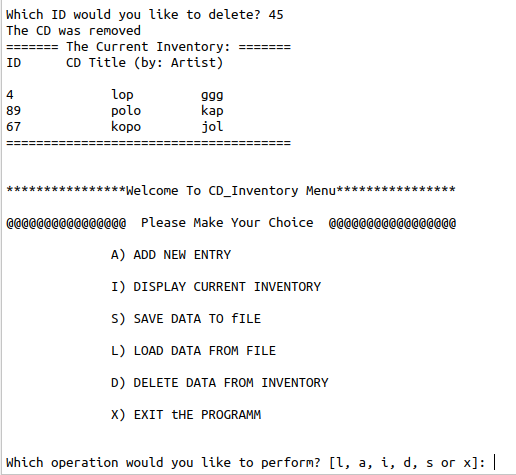 Which ID would you like to delete? 45
The CD was removed
======= The Current Inventory: =======
ID      CD Title (by: Artist)
4             lop         ggg
89            polo        kap
67            kopo        jol
======================================
****************Welcome To CD_Inventory Menu****************
@@@@@@@@@@@@@@@@  Please Make Your Choice  @@@@@@@@@@@@@@@@@
A) ADD NEW ENTRY
I) DISPLAY CURRENT INVENTORY
S) SAVE DATA TO fILE
L) LOAD DATA FROM FILE
D) DELETE DATA FROM INVENTORY
X) EXIT tHE PROGRAMM
Which operation would you like to perform? [l, a, i, d, s or x]: